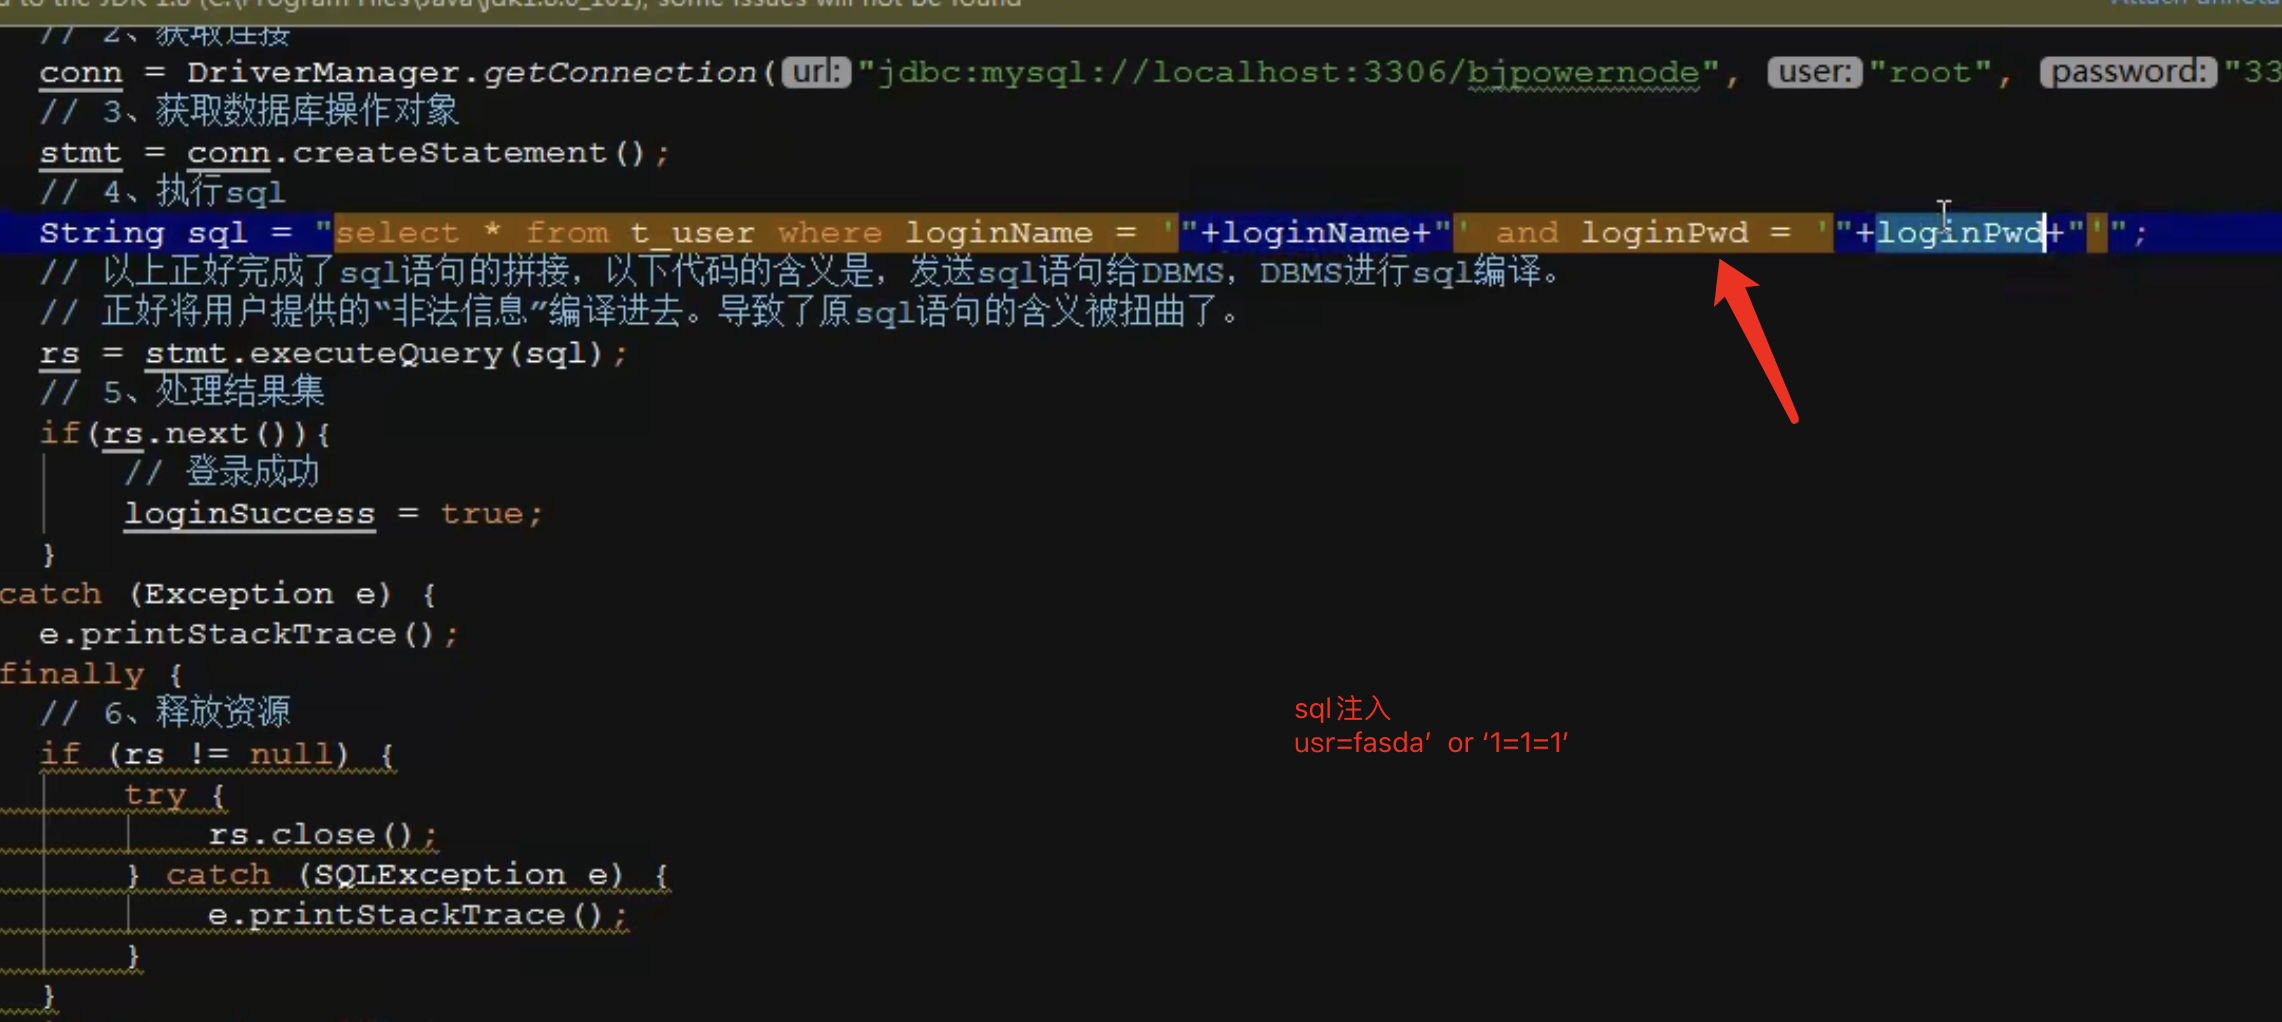 // 2、获取连接
conn = DriverManager.getConnection(url: "jdbc:mysql://localhost:3306/bjpowernode", user: "root", password: "33
// 3、获取数据库操作对象
stmt = conn.createStatement();
// 4、执行sql
String sql = "select * from t_user where loginName = '"+loginName+"' and loginPwd = '"+loginPwd+"'";
// 以上正好完成了sql语句的拼接，以下代码的含义是，发送sql语句给DBMS，DBMS进行sql编译。
// 正好将用户提供的“非法信息”编译进去。导致了原sql语句的含义被扭曲了。
rs = stmt.executeQuery(sql);
// 5、处理结果集
if(rs.next()){
// 登录成功
loginSuccess = true;
}
catch (Exception e) {
e.printStackTrace();
finally {
// 6、释放资源
if (rs != null) {
try {
rs.close();
} catch (SQLException e) {
e.printStackTrace();
}
}
sql注入
usr=fasda’ or ‘1=1=1’